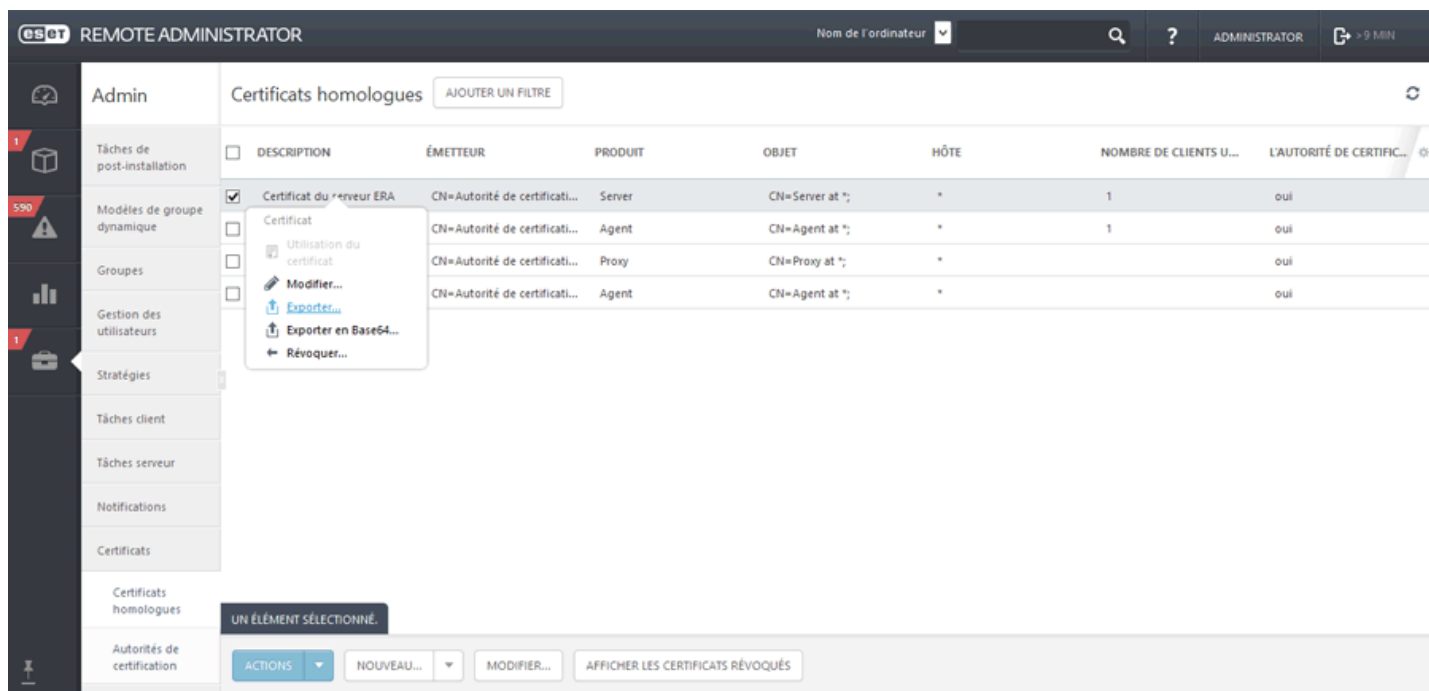 eset REMOTE ADMINISTRATOR
Nom de l'ordinateur
?
ADMINISTRATOR
>9 MIN
Admin
Certificats homologues
AJOUTER UN FILTRE
1
590
1
Tâches de
post-installation
Modèles de groupe
dynamique
Groupes
Gestion des
utilisateurs
Stratégies
Tâches client
Tâches serveur
Notifications
Certificats
Certificats
homologues
Autorités de
certification
DESCRIPTION ÉMETTEUR PRODUIT OBJET HÔTE NOMBRE DE CLIENTS U... L'AUTORITÉ DE CERTIFIC...
Certificat du serveur ERA CN=Autorité de certificati... Server CN=Server at *; * 1 oui
CN=Autorité de certificati... Agent CN=Agent at *; * 1 oui
CN=Autorité de certificati... Proxy CN=Proxy at *; * oui
CN=Autorité de certificati... Agent CN=Agent at *; * oui
Certificat
Utilisation du
certificat
Modifier...
Exporter...
Exporter en Base64...
Révoquer...
UN ÉLÉMENT SÉLECTIONNÉ.
ACTIONS
NOUVEAU...
MODIFIER...
AFFICHER LES CERTIFICATS RÉVOQUÉS